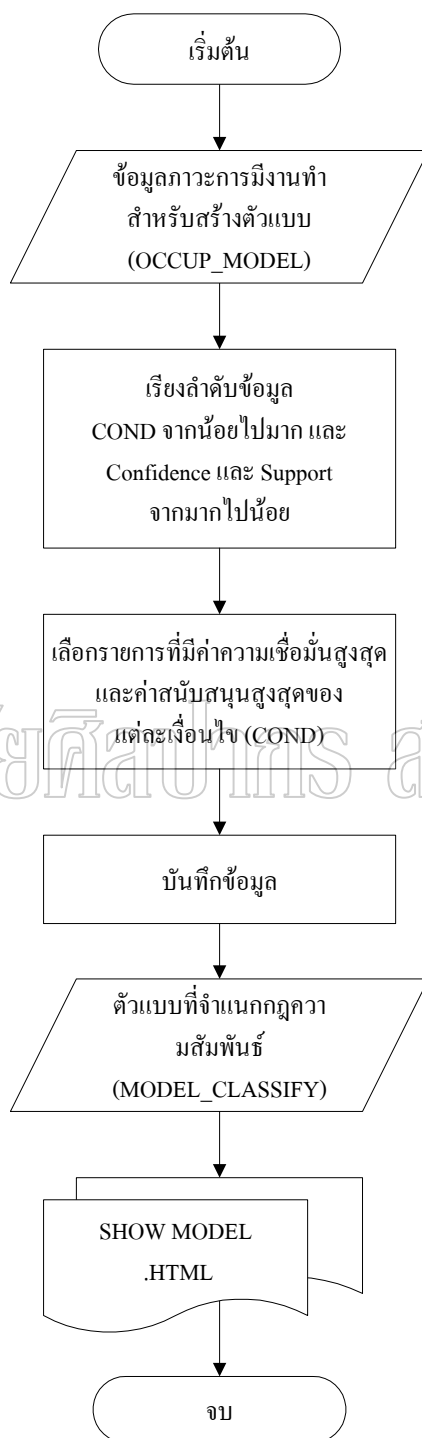 เริ่มต้น
ข้อมูลภาวะการมีงานทำ
สำหรับสร้างตัวแบบ
(OCCUP_MODEL)
เรียงลำดับข้อมูล
COND จากน้อยไปมาก และ
Confidence และ Support
จากมากไปน้อย
เลือกรายการที่มีค่าความเชื่อมั่นสูงสุด
และค่าสนับสนุนสูงสุดของ
แต่ละเงื่อนไข (COND)
บันทึกข้อมูล
ตัวแบบที่จำแนกกฎควา
มสัมพันธ์
(MODEL_CLASSIFY)
SHOW MODEL
.HTML
จบ